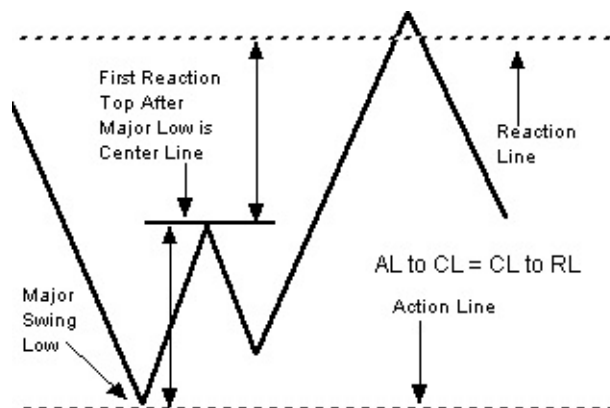 First Reaction
Top After
Major Low is
Center Line
Reaction
Line
AL to CL = CL to RL
Major
Swing
Low
Action Line